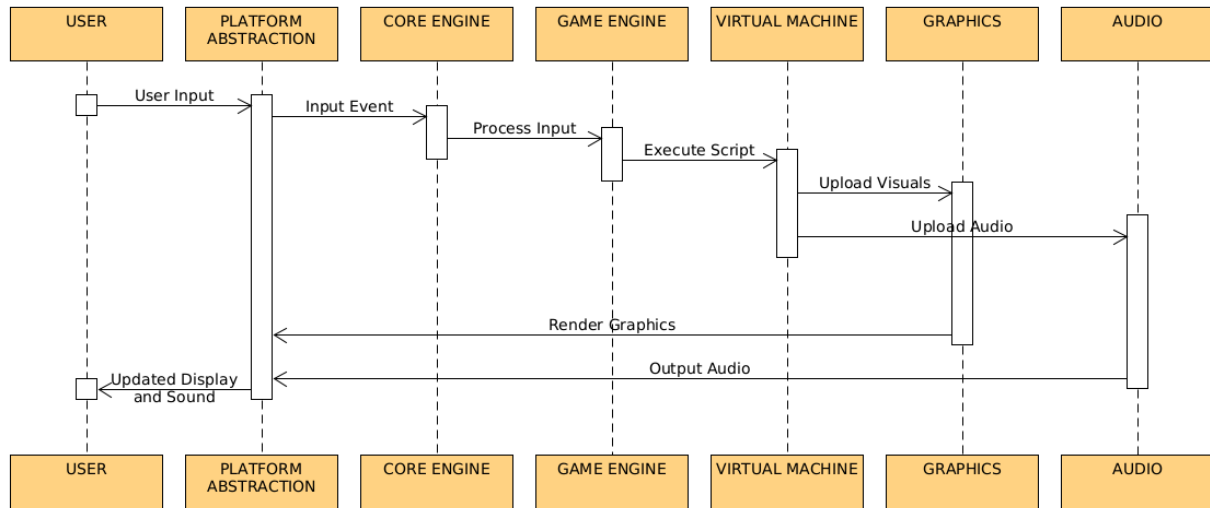 USER
PLATFORM
ABSTRACTION
CORE ENGINE
GAME ENGINE
VIRTUAL MACHINE
GRAPHICS
AUDIO
User Input
Input Event
Process Input
Execute Script
Upload Visuals
Upload Audio
Render Graphics
Output Audio
Updated Display
and Sound
USER
PLATFORM
ABSTRACTION
CORE ENGINE
GAME ENGINE
VIRTUAL MACHINE
GRAPHICS
AUDIO